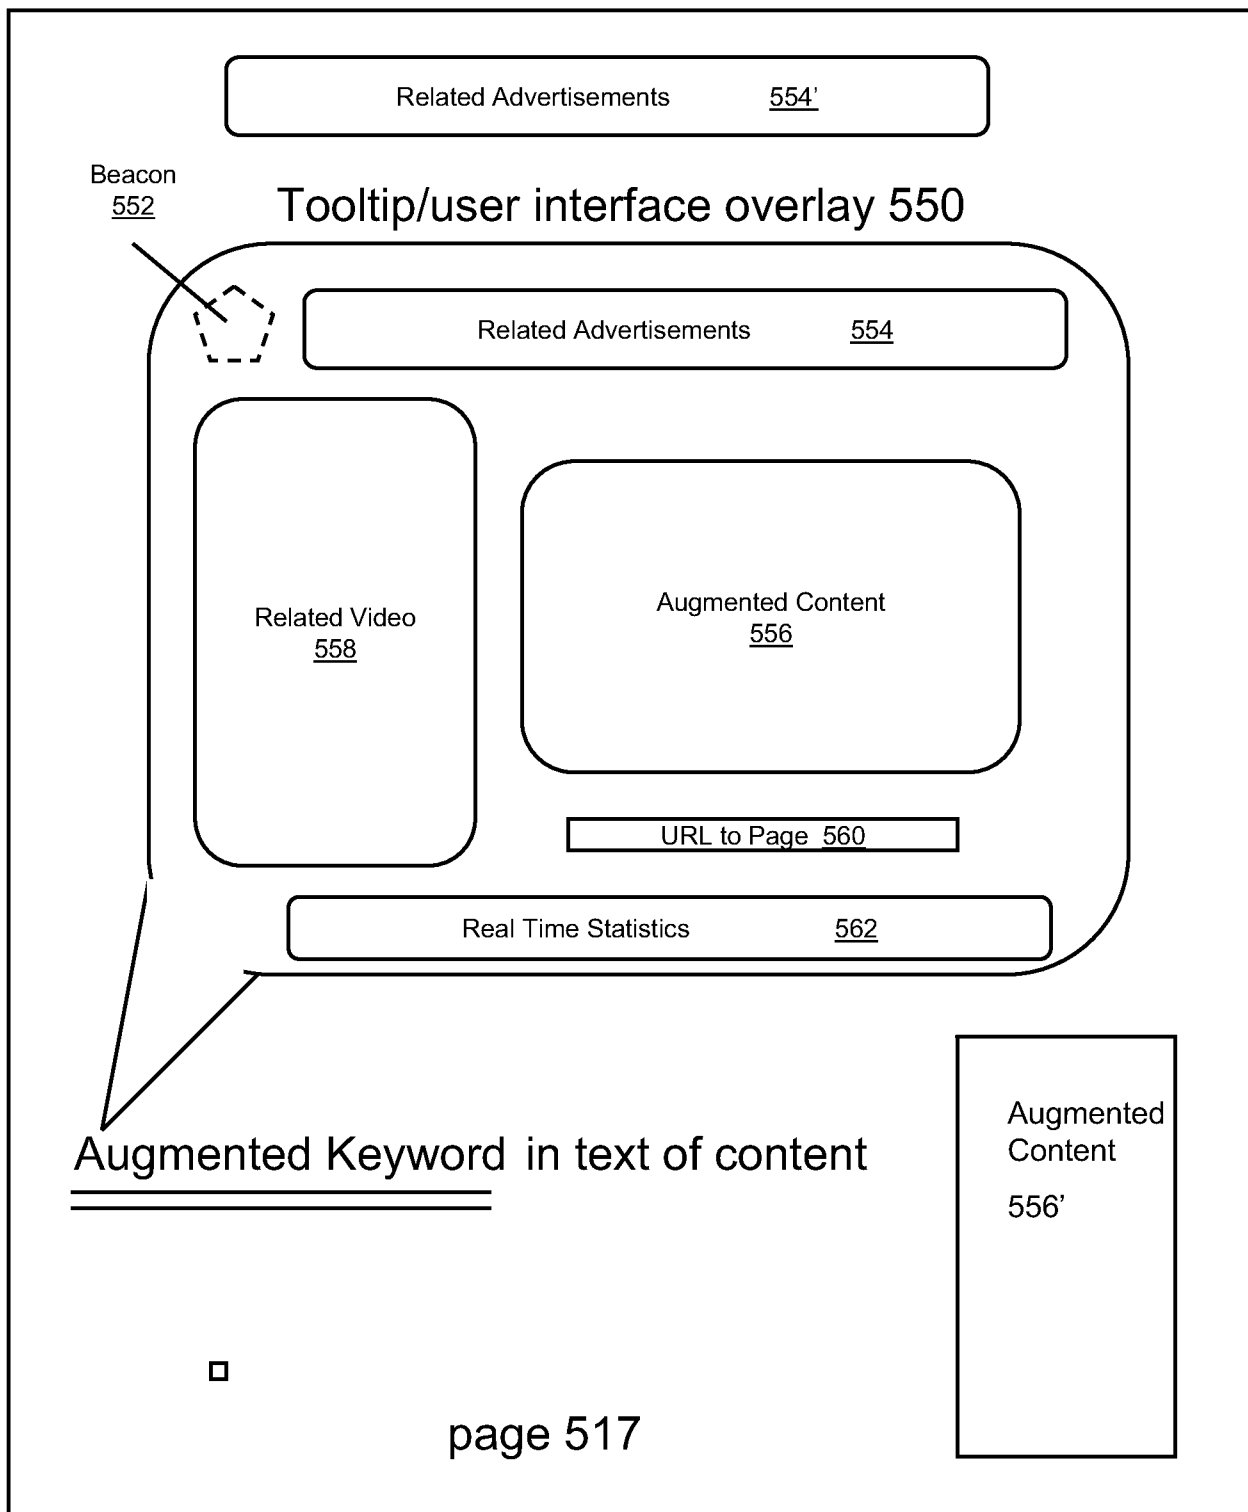 Related Advertisements 554’
Beacon
552
Tooltip/user interface overlay 550
Related Advertisements 554
Related Video
558
Augmented Content
556
URL to Page 560
Real Time Statistics 562
Augmented Keyword in text of content
Augmented
Content
556’
page 517